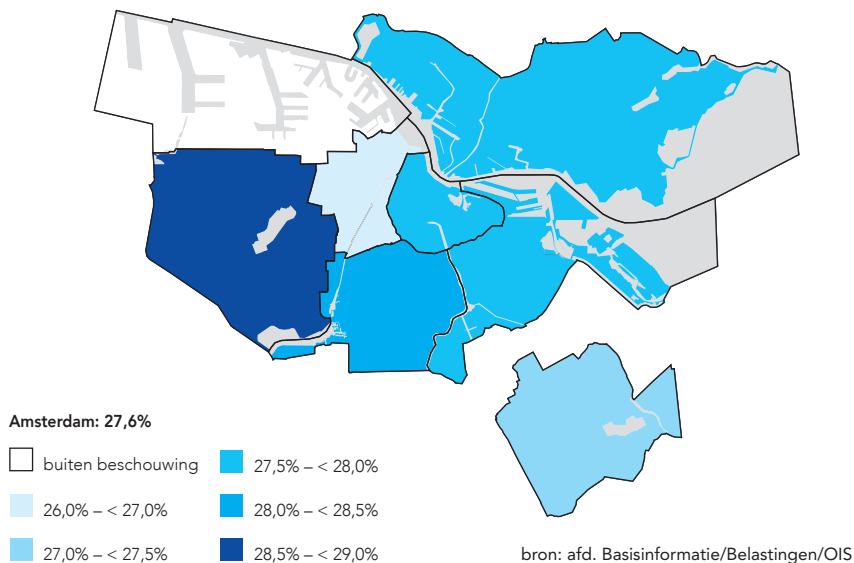 Amsterdam: 27,6%
buiten beschouwing
26,0% – < 27,0%
27,0% – < 27,5%
27,5% – < 28,0%
28,0% – < 28,5%
28,5% – < 29,0%
bron: afd. Basisinformatie/Belastingen/OIS